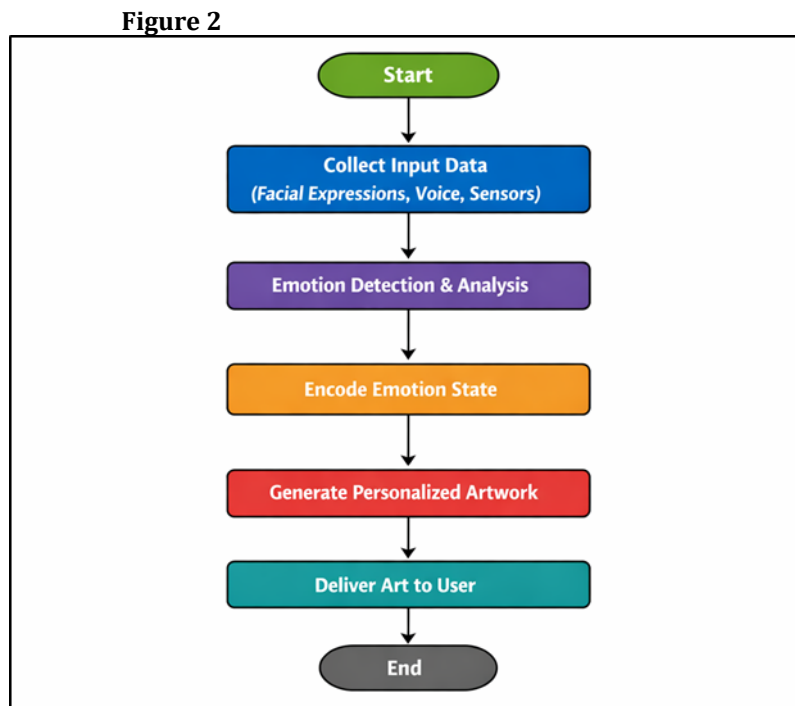 Figure 2
Start
Collect Input Data
(Facial Expressions, Voice, Sensors)
Emotion Detection & Analysis
Encode Emotion State
Generate Personalized Artwork
Deliver Art to User
End